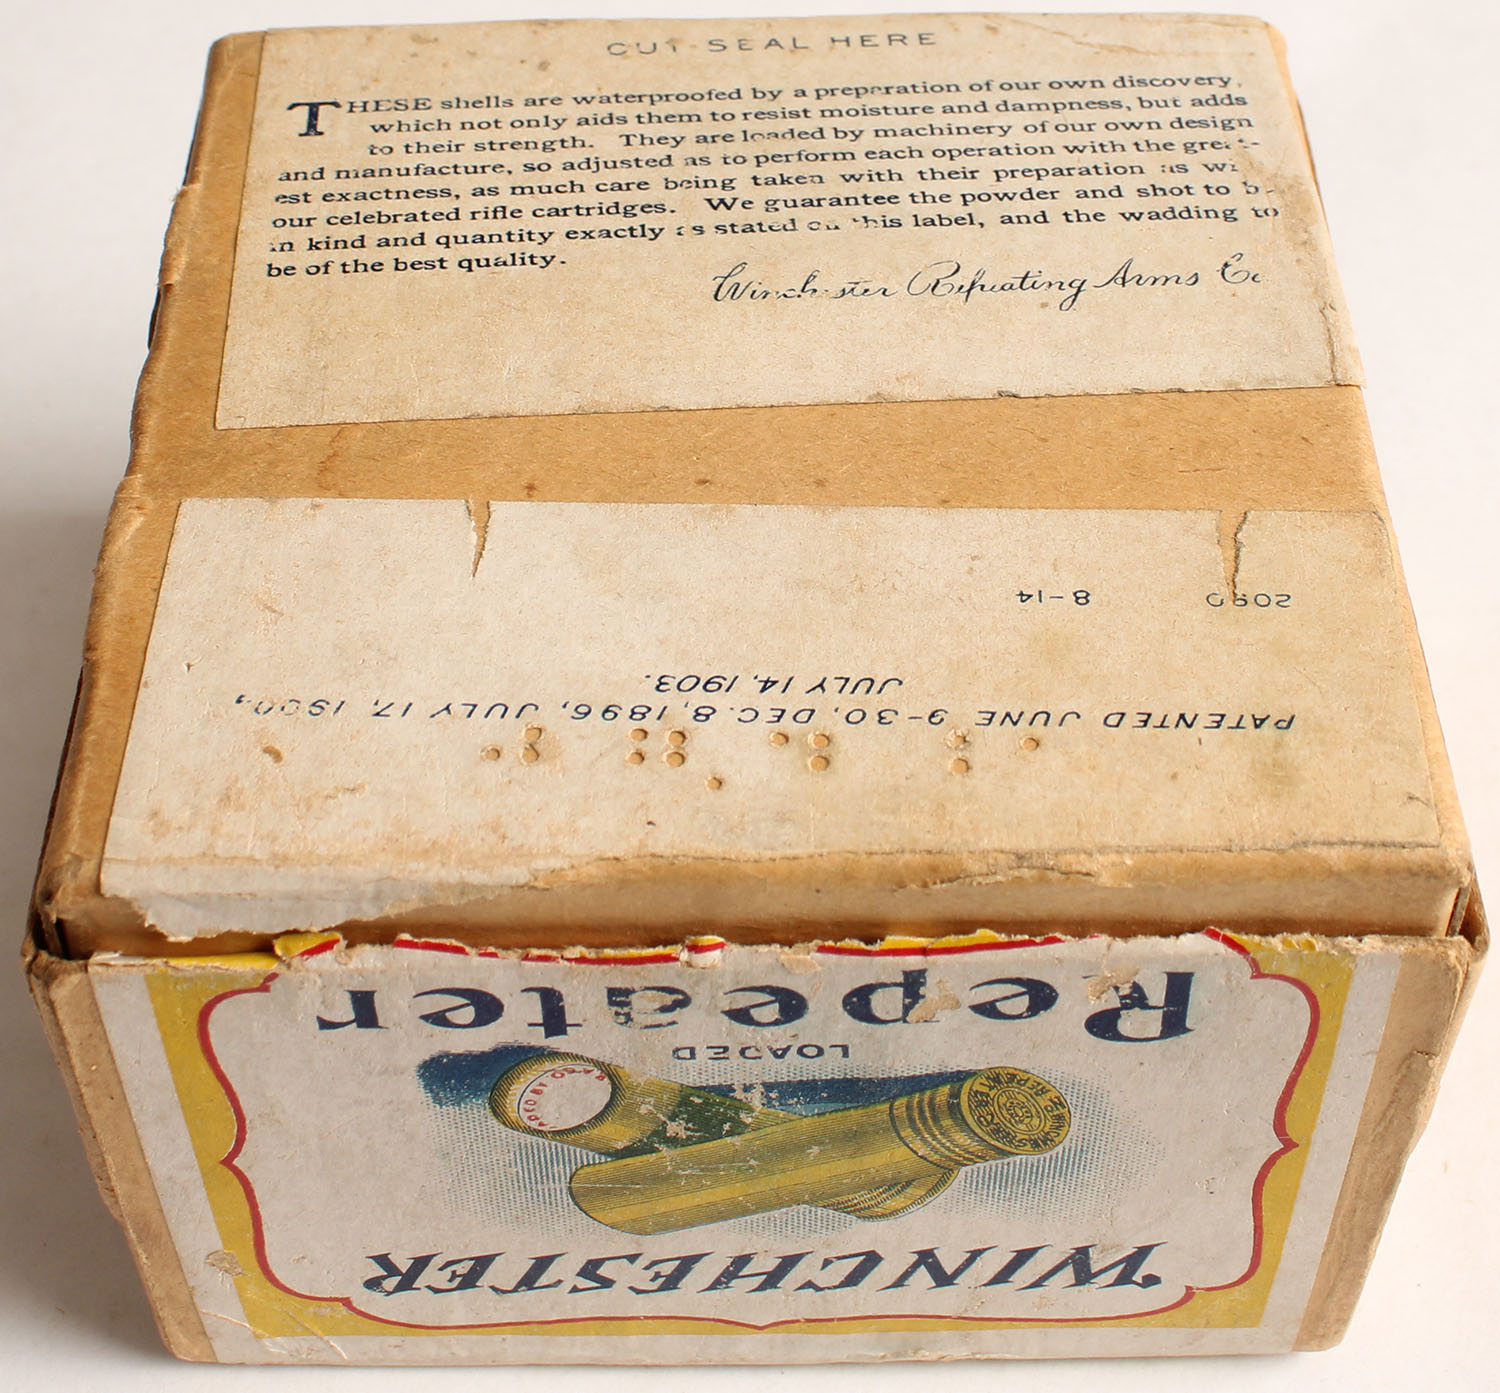 CUT SEAL HERE
THESE shells are waterproofed by a preparation of our own discovery,
which not only aids them to resist moisture and dampness, but adds
to their strength. They are loaded by machinery of our own design
and manufacture, so adjusted as to perform each operation with the great-
est exactness, as much care being taken with their preparation as with
our celebrated rifle cartridges. We guarantee the powder and shot to be
in kind and quantity exactly as stated on this label, and the wadding to
be of the best quality.
Winchester Repeating Arms Co
8-14
PATENTED JUNE 9-30, DEC. 8, 1896, JULY 17, 1900,
JULY 14, 1903.
WINCHESTER
LOADED
Repeater